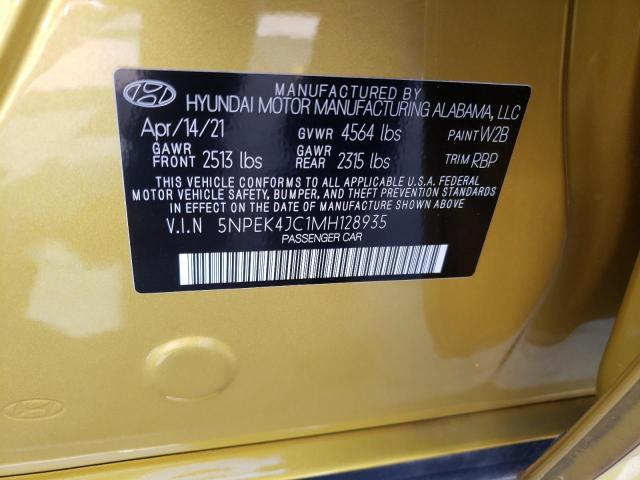 MANUFACTURED BY
HYUNDAI MOTOR MANUFACTURING ALABAMA, LLC
Apr/14/21 GVWR 4564 lbs PAINT W2B
GAWR FRONT 2513 lbs GAWR REAR 2315 lbs TRIM RBP
THIS VEHICLE CONFORMS TO ALL APPLICABLE U.S.A. FEDERAL
MOTOR VEHICLE SAFETY, BUMPER, AND THEFT PREVENTION STANDARDS
IN EFFECT ON THE DATE OF MANUFACTURE SHOWN ABOVE.
V.I.N 5NPEK4JC1MH128935
PASSENGER CAR